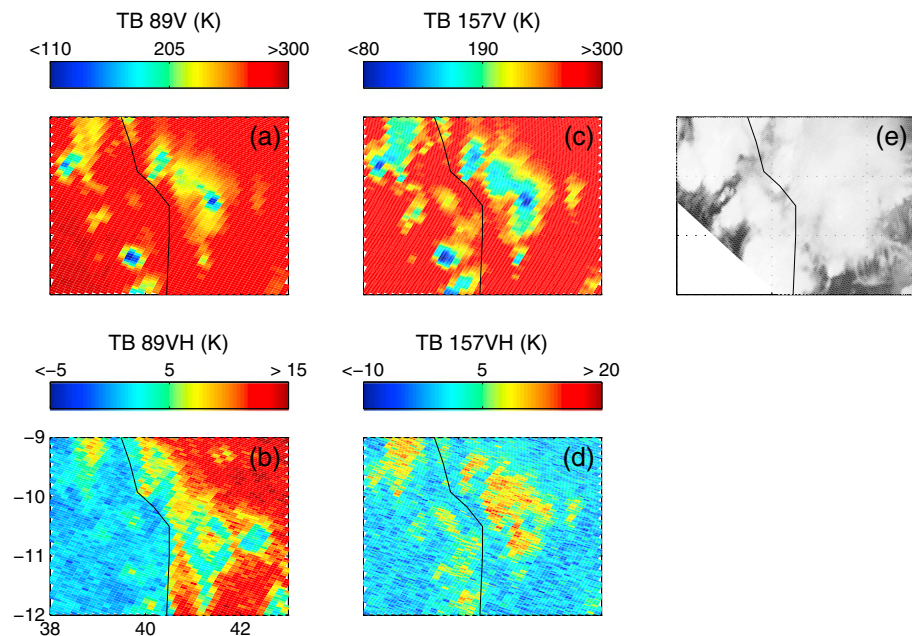 TB 89V (K)
<110 205 >300
TB 157V (K)
<80 190 >300
(a)
(c)
(e)
TB 89VH (K)
<-5 5 > 15
TB 157VH (K)
<-10 5 > 20
(b)
(d)
-9
-10
-11
-12
38 40 42